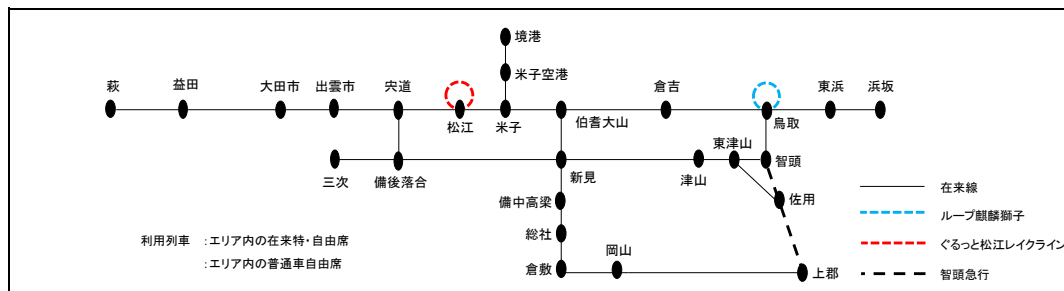 境港
米子空港
萩
益田
大田市
出雲市
宍道
松江
米子
伯耆大山
倉吉
鳥取
東浜
浜坂
三次
備後落合
新見
津山
東津山
智頭
佐用
備中高梁
総社
倉敷
岡山
上郡
利用列車 :エリア内の在来特・自由席
:エリア内の普通車自由席
在来線
ループ麒麟獅子
ぐるっと松江レイクライン
智頭急行